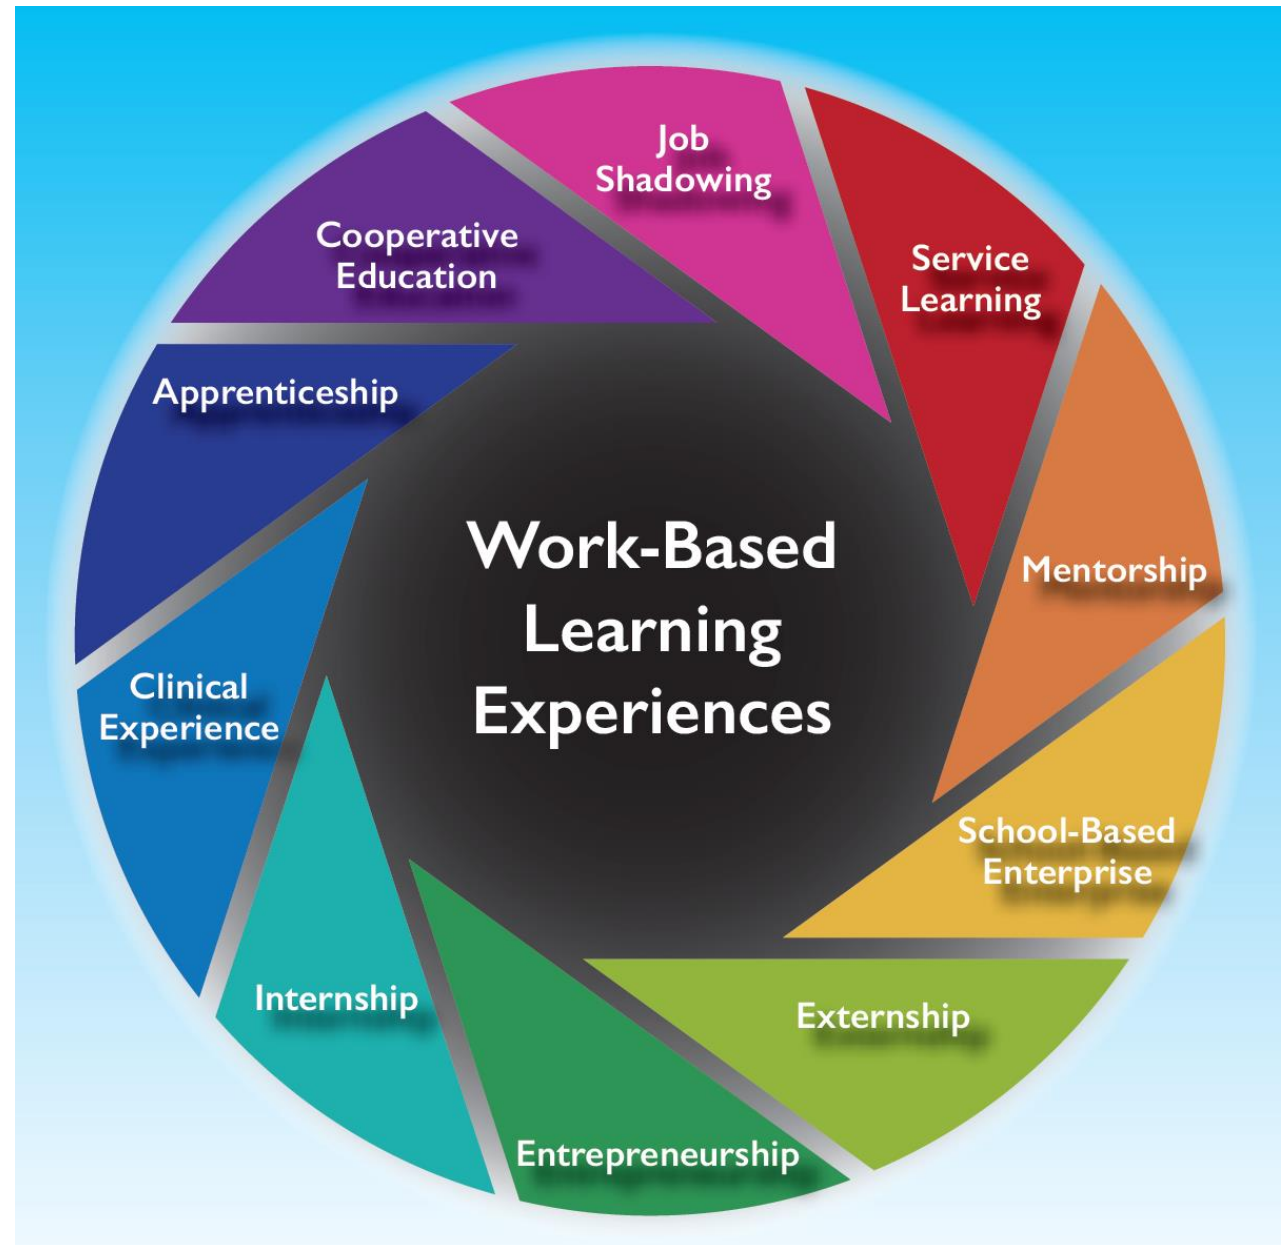 Job
Shadowing
Service
Learning
Mentorship
School-Based
Enterprise
Externship
Entrepreneurship
Internship
Clinical
Experience
Apprenticeship
Cooperative
Education
Work-Based
Learning
Experiences